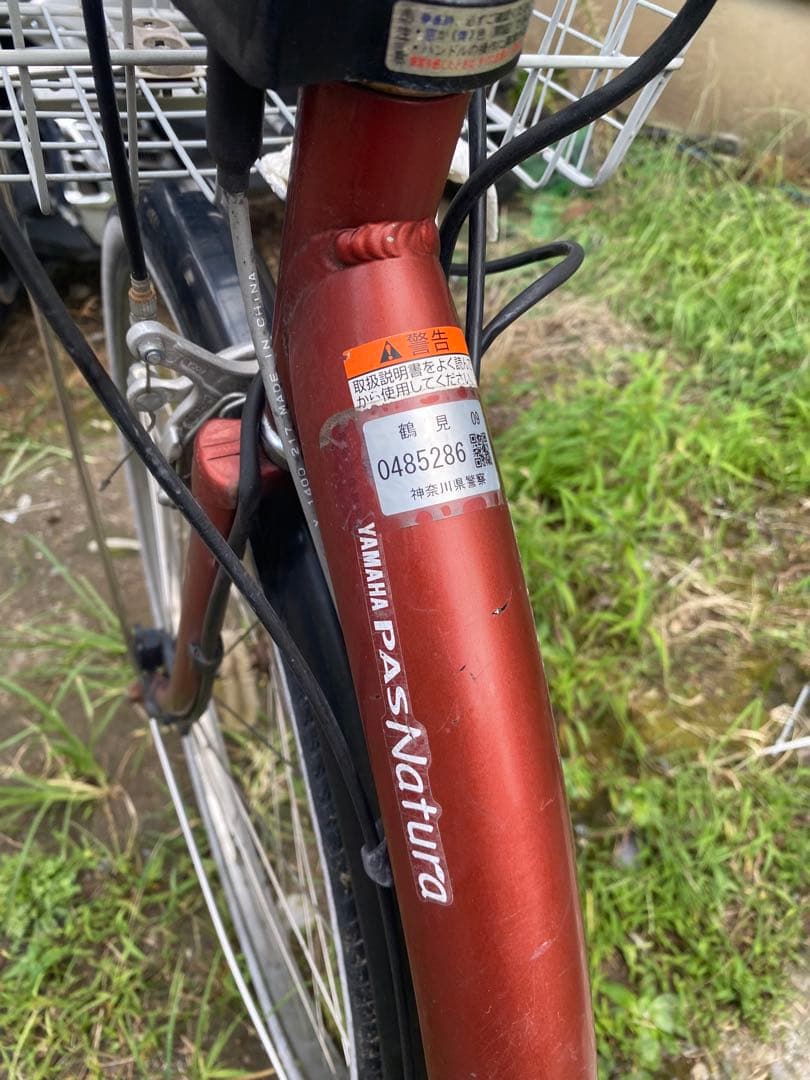 注
警告
取扱説明書をよく読んで
から使用してください。
鶴見 09
0485286
神奈川県警察
YAMAHA PAS Natura
MADE IN CHINA